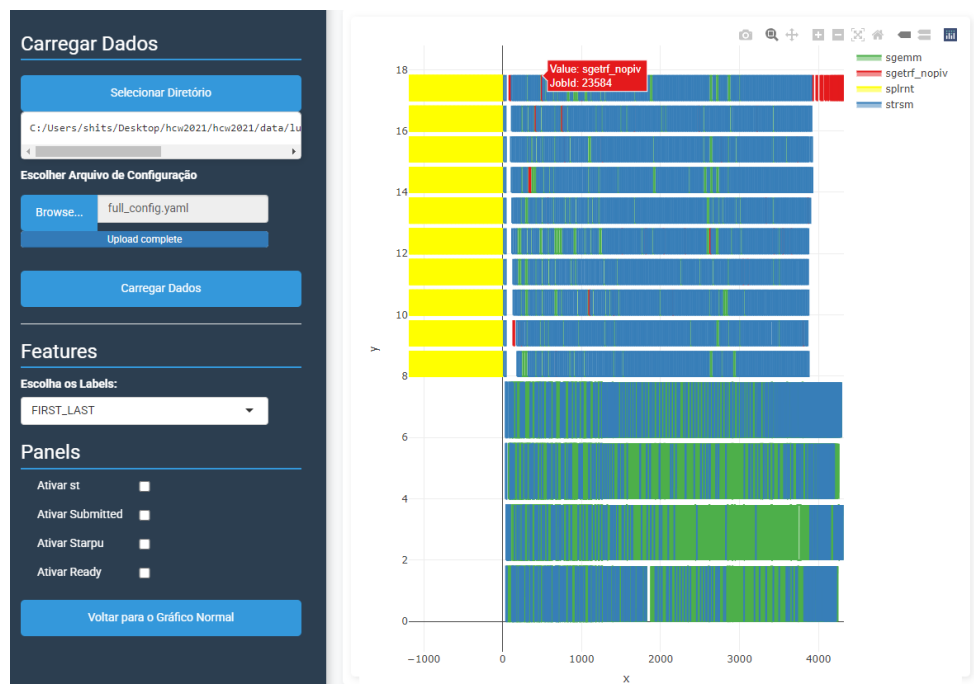 Carregar Dados
Selecionar Diretório
C:/Users/shits/Desktop/hcw2021/hcw2021/data/lu
Escolher Arquivo de Configuração
Browse...
full_config.yaml
Upload complete
Carregar Dados
Features
Escolha os Labels:
FIRST_LAST
Panels
Ativar st
Ativar Submitted
Ativar Starpu
Ativar Ready
Voltar para o Gráfico Normal
Value: sgetrf_nopiv
JobId: 23584
sgemm
sgetrf_nopiv
splrnt
strsm
18
16
14
12
10
8
6
4
2
0
y
−1000
0
1000
2000
3000
4000
x